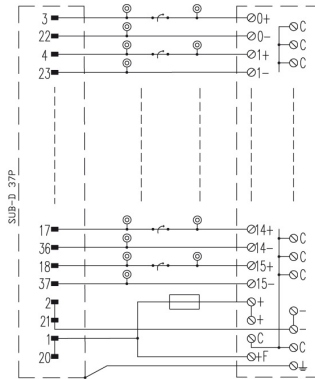 3 0+ C
22 0- C
4 1+ C
23 1-
SUB-D 37P
17 14+ C
36 14- C
18 15+ C
37 15-
2 + -
21 + -
1 C C
20 +F